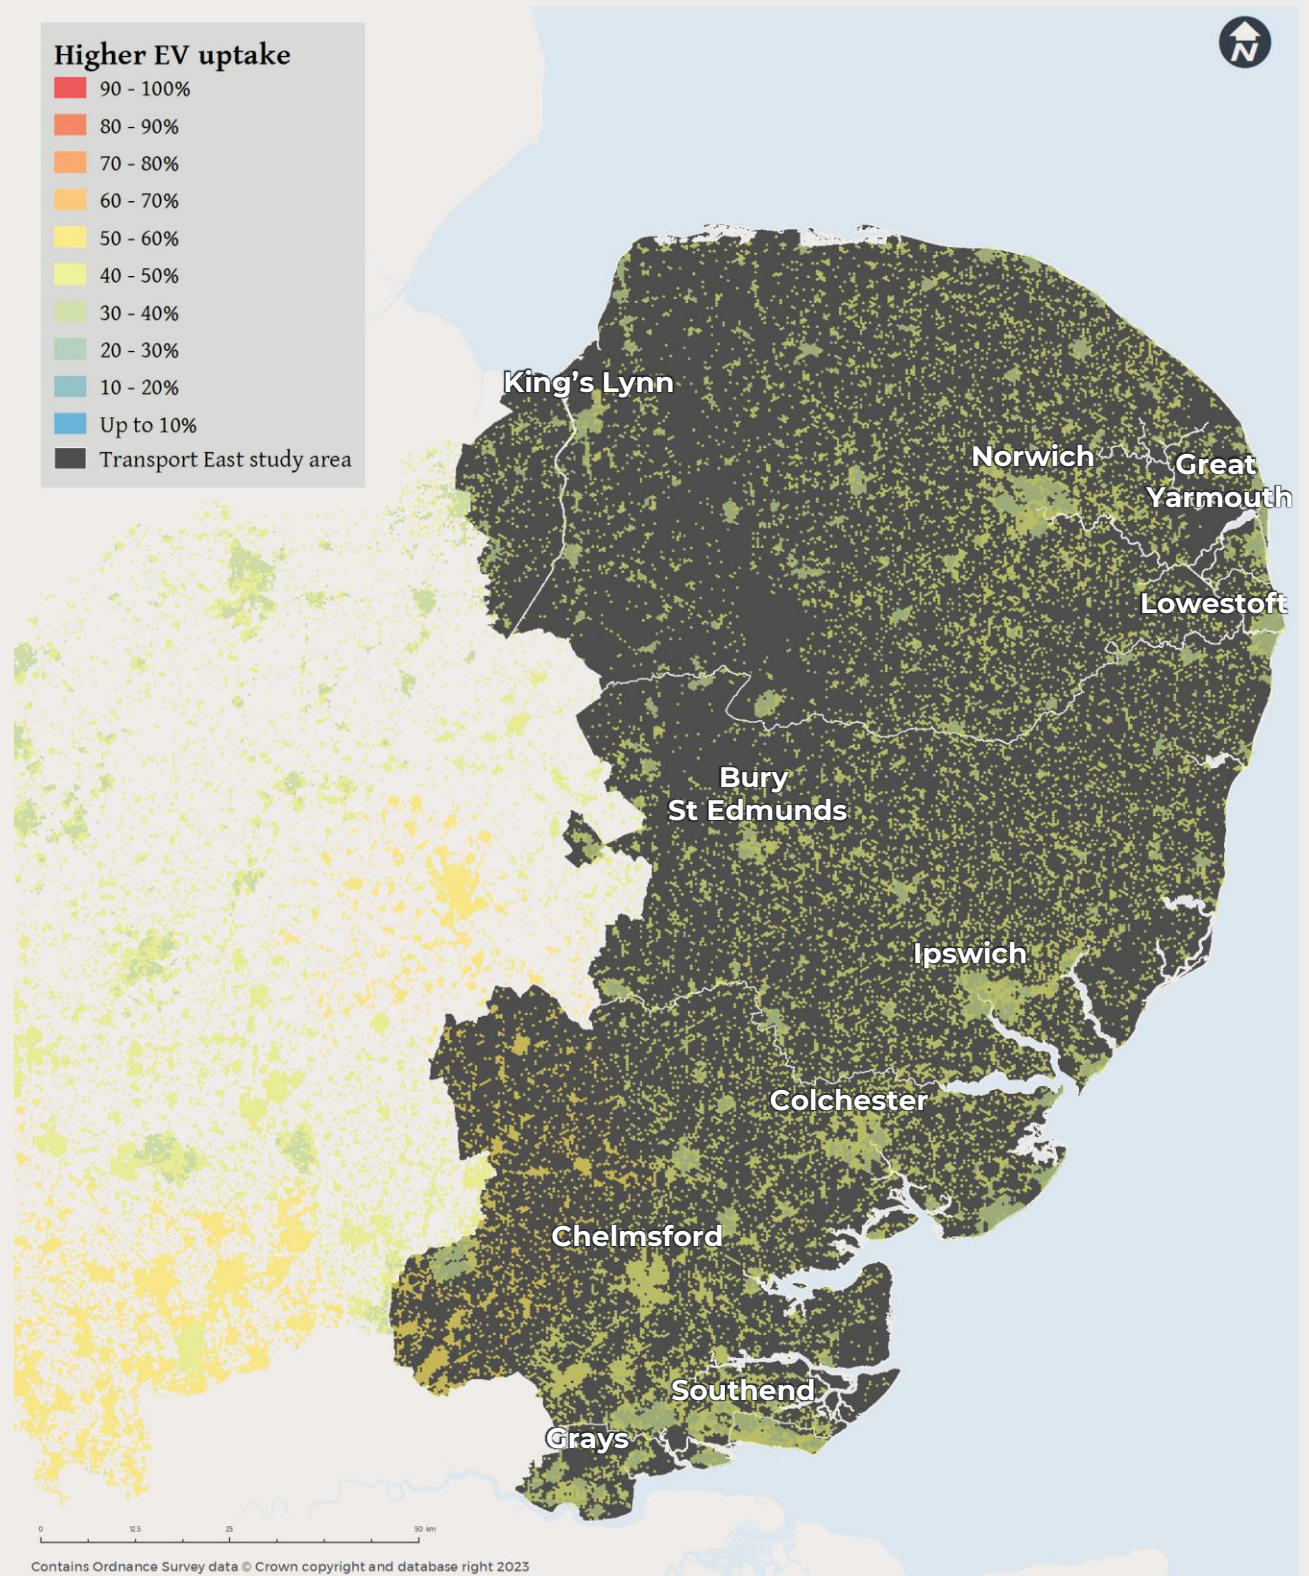 Higher EV uptake
90 - 100%
80 - 90%
70 - 80%
60 - 70%
50 - 60%
40 - 50%
30 - 40%
20 - 30%
10 - 20%
Up to 10%
Transport East study area
N
King's Lynn
Norwich
Great
Yarmouth
Lowestoft
Bury
St Edmunds
Ipswich
Colchester
Chelmsford
Southend
Grays
0 12.5 25 50 km
Contains Ordnance Survey data © Crown copyright and database right 2023